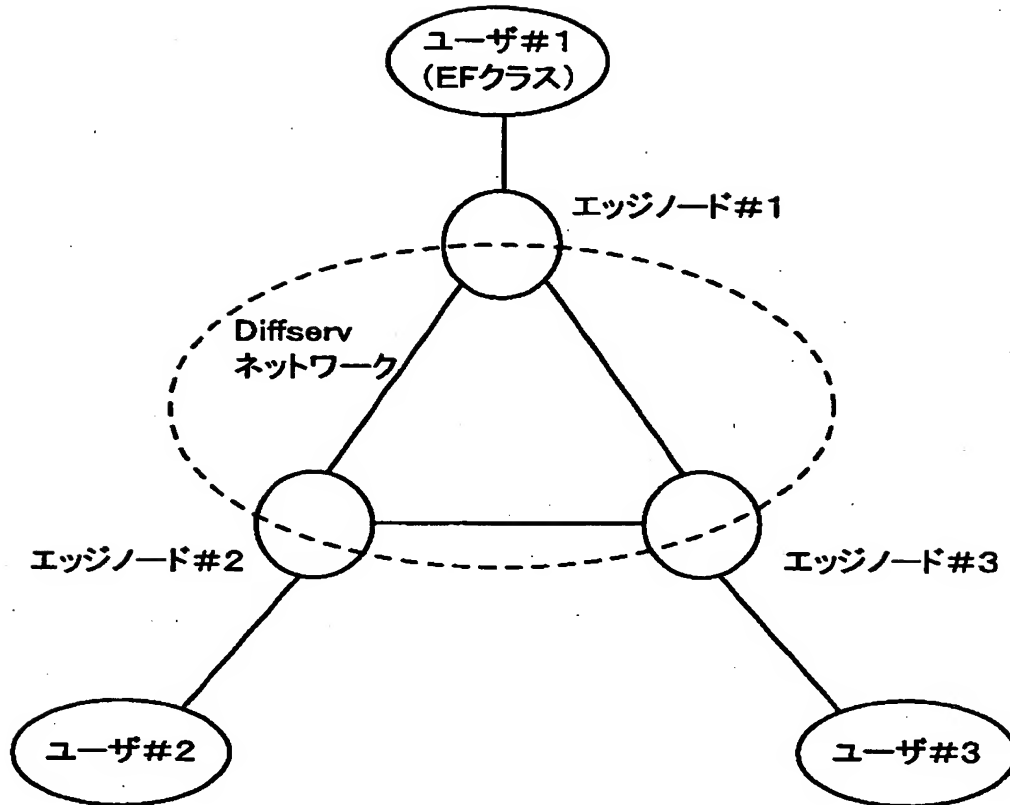 ユーザ#1
(EFクラス)
エッジノード#1
Diffserv
ネットワーク
エッジノード#2
エッジノード#3
ユーザ#2
ユーザ#3